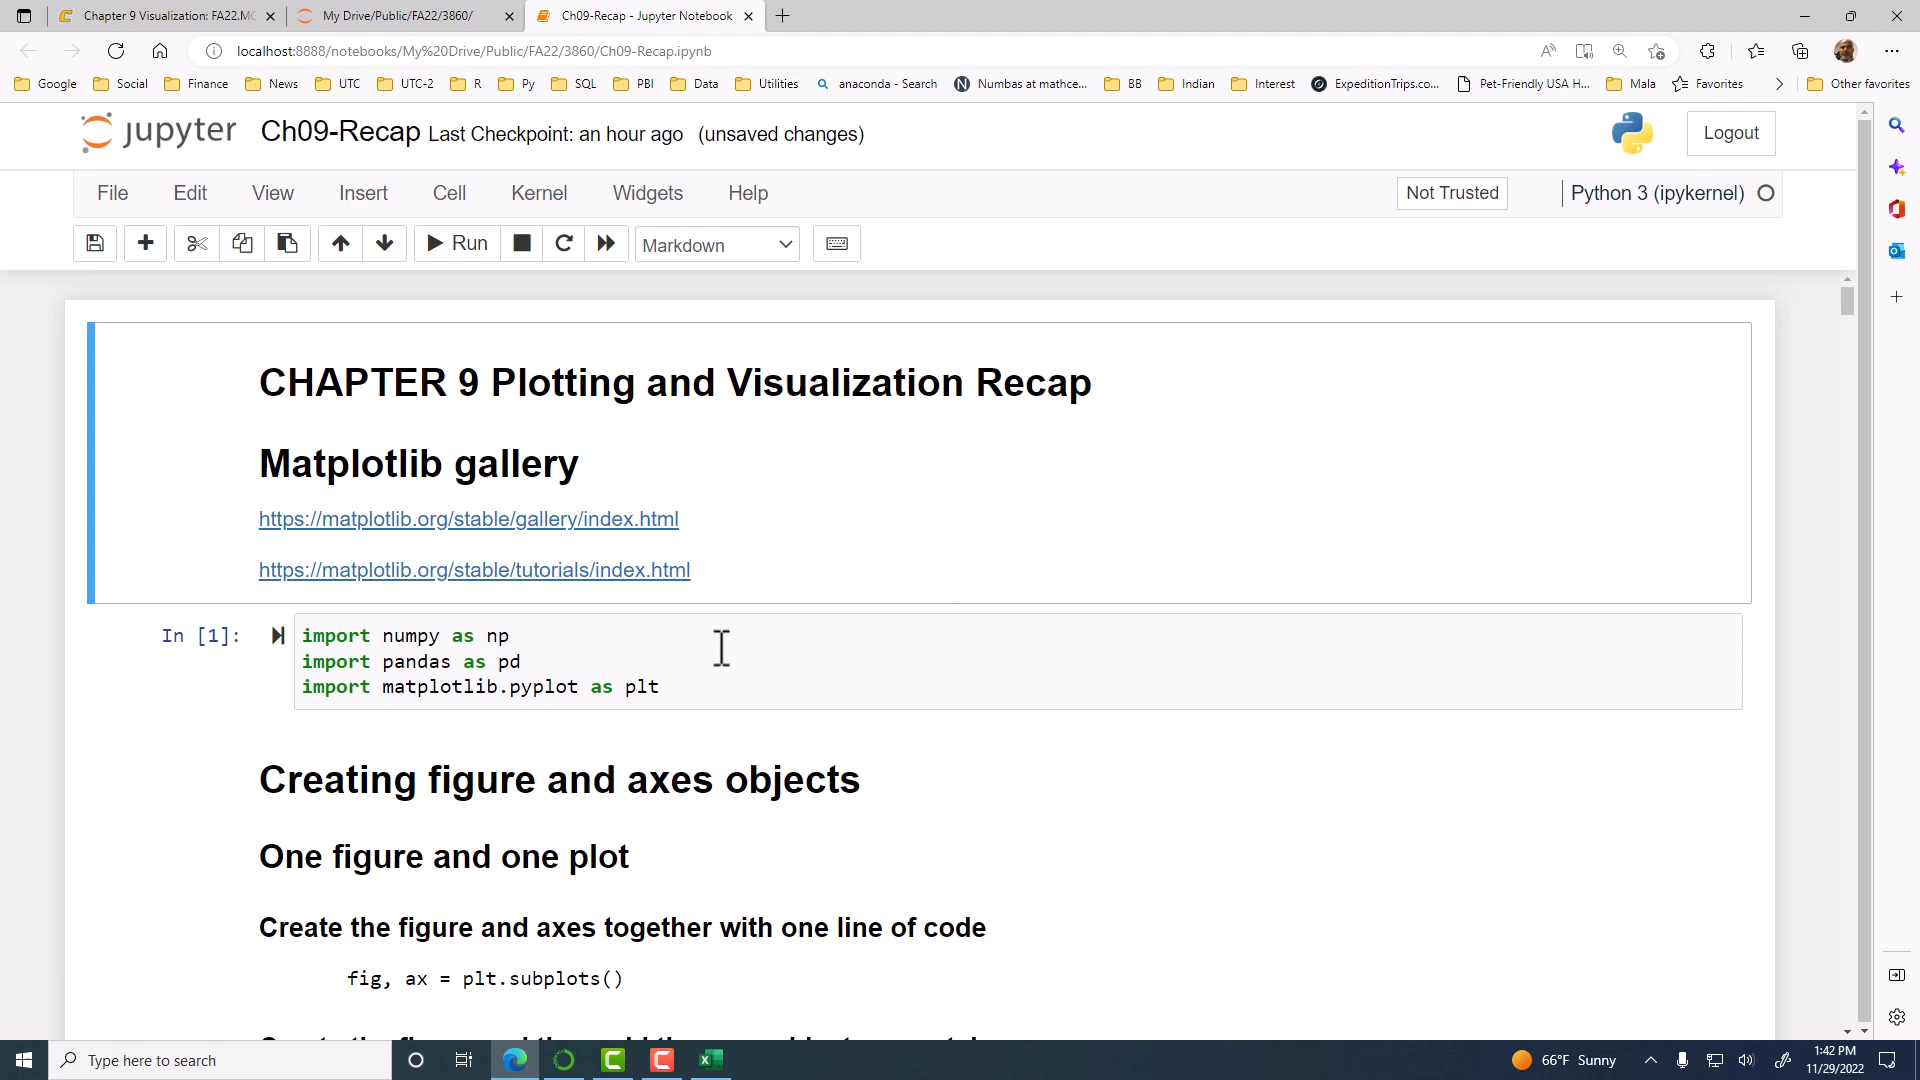 Chapter 9 Visualization: FA22.M
My Drive/Public/FA22/3860/
Ch09-Recap - Jupyter Notebook
localhost:8888/notebooks/My%20Drive/Public/FA22/3860/Ch09-Recap.ipynb
Google Social Finance News UTC UTC-2 R Py SQL PBI Data Utilities anaconda - Search Numbas at mathce... BB Indian Interest ExpeditionTrips.co... Pet-Friendly USA H... Mala Favorites Other favorites
jupyter Ch09-Recap Last Checkpoint: an hour ago (unsaved changes)
Logout
File Edit View Insert Cell Kernel Widgets Help
Not Trusted
Python 3 (ipykernel)
Run
Markdown
CHAPTER 9 Plotting and Visualization Recap
Matplotlib gallery
https://matplotlib.org/stable/gallery/index.html
https://matplotlib.org/stable/tutorials/index.html
In [1]:
import numpy as np
import pandas as pd
import matplotlib.pyplot as plt
Creating figure and axes objects
One figure and one plot
Create the figure and axes together with one line of code
fig, ax = plt.subplots()
Type here to search
66°F Sunny
1:42 PM
11/29/2022